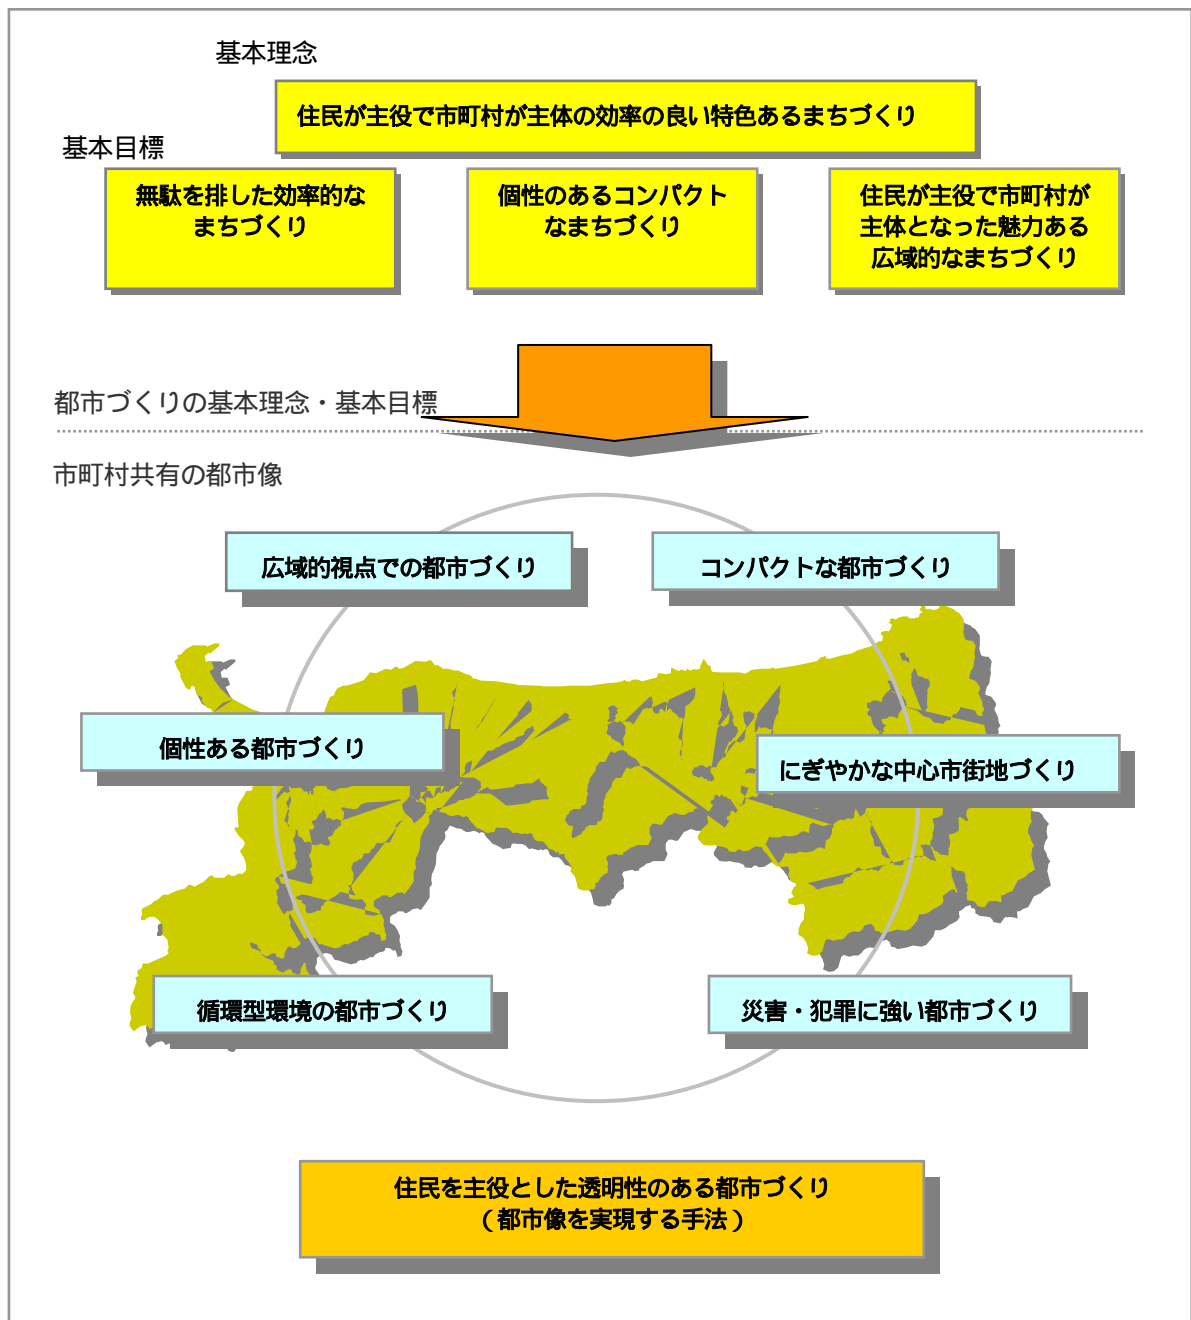 基本理念
住民が主役で市町村が主体の効率の良い特色あるまちづくり
基本目標
無駄を排した効率的な
まちづくり
個性のあるコンパクト
なまちづくり
住民が主役で市町村が
主体となった魅力ある
広域的なまちづくり
都市づくりの基本理念・基本目標
市町村共有の都市像
広域的視点での都市づくり
コンパクトな都市づくり
個性ある都市づくり
にぎやかな中心市街地づくり
循環型環境の都市づくり
災害・犯罪に強い都市づくり
住民を主役とした透明性のある都市づくり
（都市像を実現する手法）